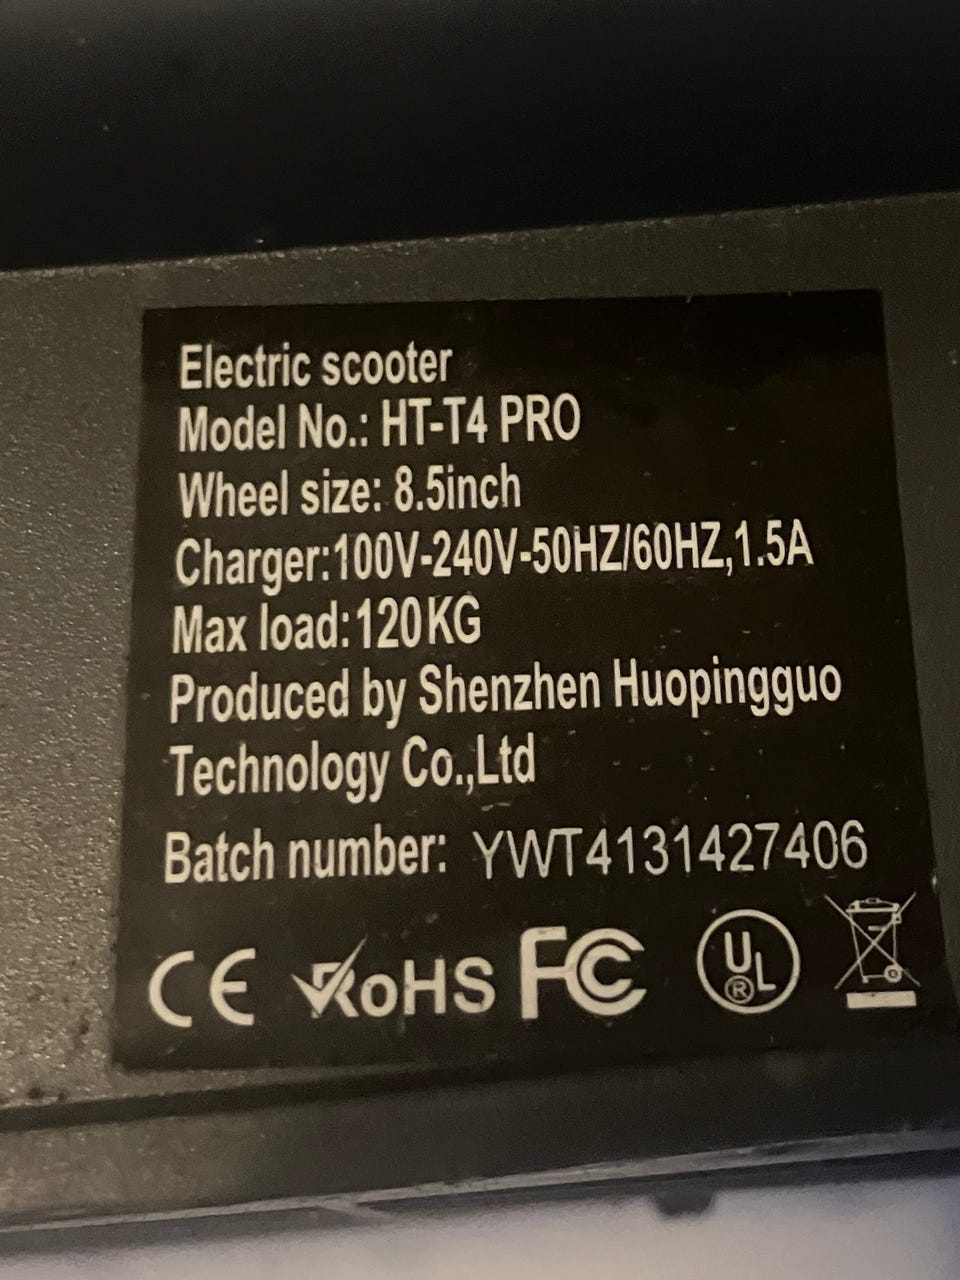 Electric scooter
Model No.: HT-T4 PRO
Wheel size: 8.5inch
Charger:100V-240V-50HZ/60HZ,1.5A
Max load:120KG
Produced by Shenzhen Huopingguo
Technology Co.,Ltd
Batch number: YWT4131427406
CE RoHS FC UL ®